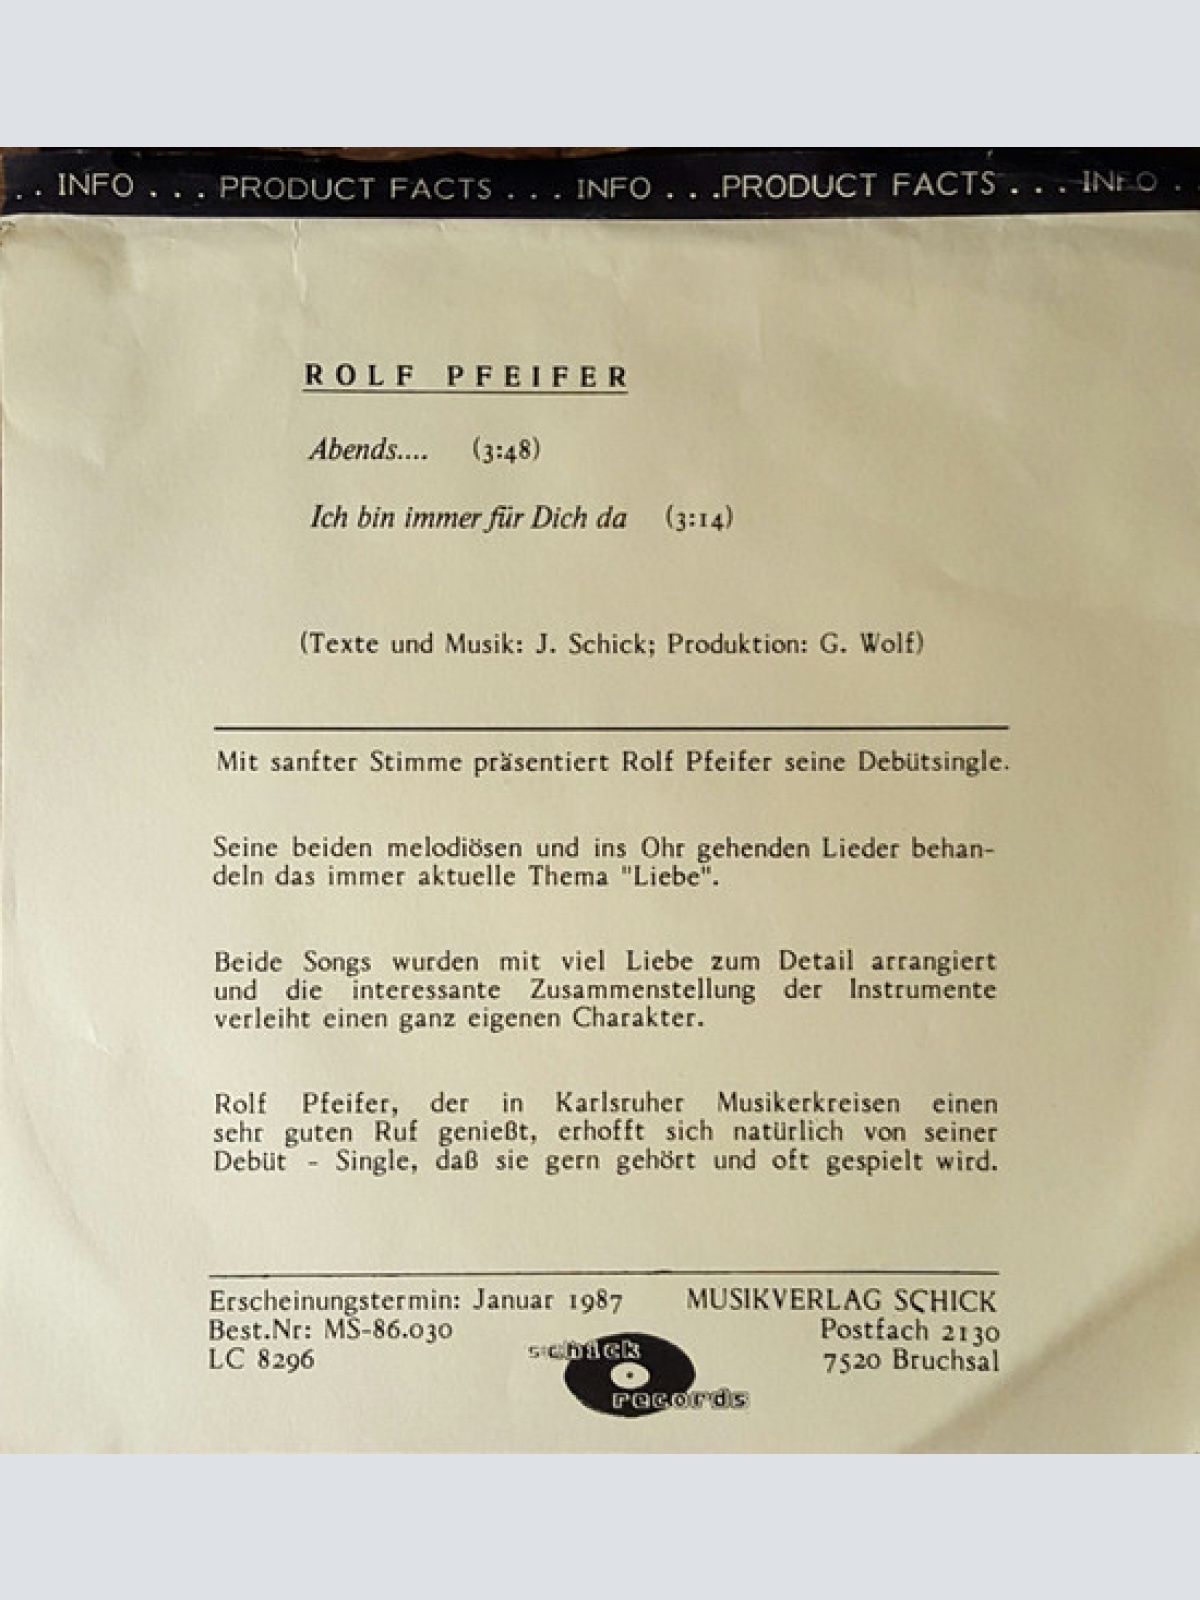 . . INFO . . . PRODUCT FACTS . . . INFO . . .PRODUCT FACTS . . . INFO .
ROLF PFEIFER
Abends.... (3:48)
Ich bin immer für Dich da (3:14)
(Texte und Musik: J. Schick; Produktion: G. Wolf)
Mit sanfter Stimme präsentiert Rolf Pfeifer seine Debütsingle.
Seine beiden melodiösen und ins Ohr gehenden Lieder behan-
deln das immer aktuelle Thema "Liebe".
Beide Songs wurden mit viel Liebe zum Detail arrangiert
und die interessante Zusammenstellung der Instrumente
verleiht einen ganz eigenen Charakter.
Rolf Pfeifer, der in Karlsruher Musikerkreisen einen
sehr guten Ruf genießt, erhofft sich natürlich von seiner
Debüt - Single, daß sie gern gehört und oft gespielt wird.
Erscheinungstermin: Januar 1987 MUSIKVERLAG SCHICK
Best.Nr: MS-86.030 Postfach 2130
LC 8296 7520 Bruchsal
schick
records